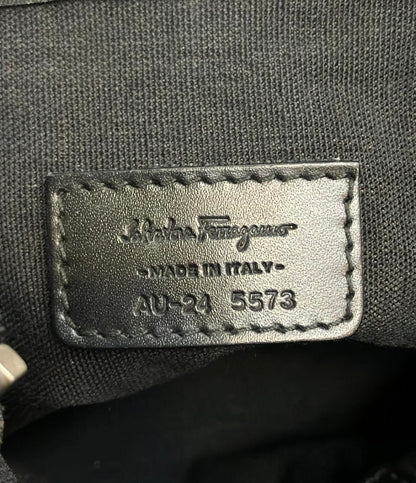 Salvatore Ferragamo
-MADE IN ITALY-
AU-24 5573